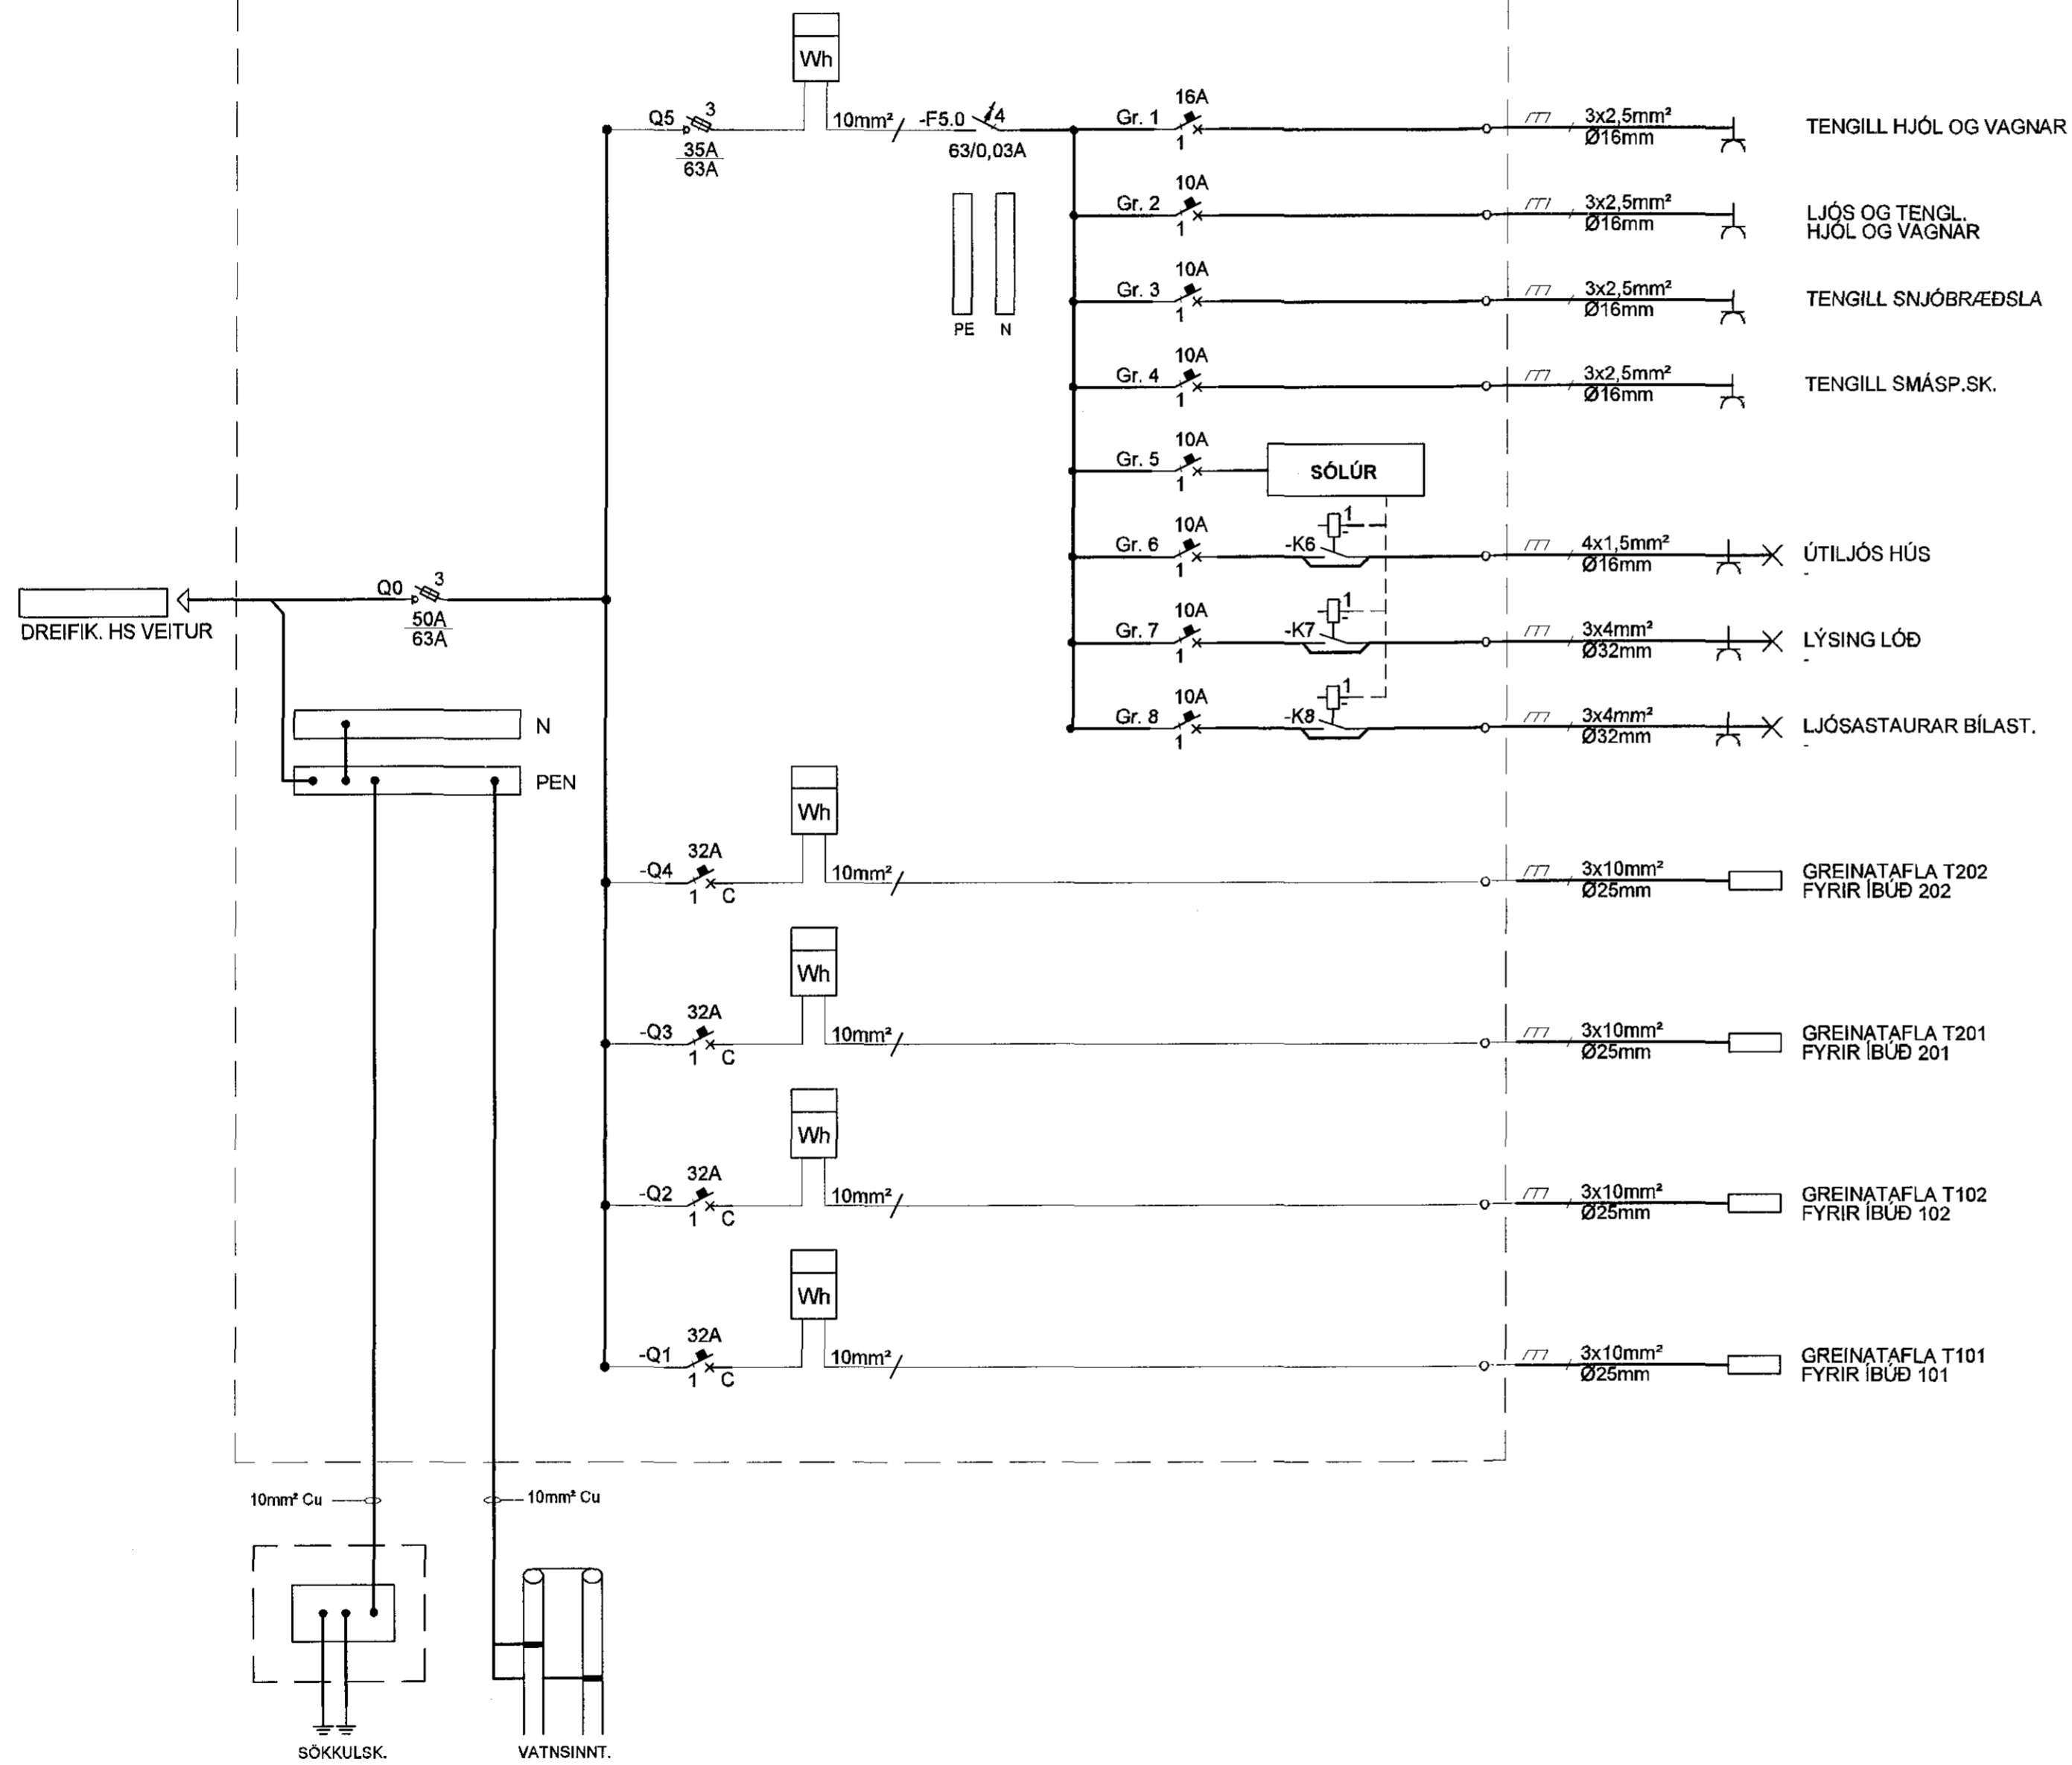 Wh
Q5
3
35A
63A
10mm²
-F5.0
4
63/0,03A
PE
N
Gr. 1
16A
1
3x2,5mm²
Ø16mm
TENGILL HJÓL OG VAGNAR
Gr. 2
10A
1
3x2,5mm²
Ø16mm
LJÓS OG TENGL.
HJÓL OG VAGNAR
Gr. 3
10A
1
3x2,5mm²
Ø16mm
TENGILL SNJÓBRÆÐSLA
Gr. 4
10A
1
3x2,5mm²
Ø16mm
TENGILL SMÁSP.SK.
Gr. 5
10A
1
SÓLÚR
Gr. 6
10A
1
-K6
1
-
4x1,5mm²
Ø16mm
ÚTILJÓS HÚS
-
Gr. 7
10A
1
-K7
1
-
3x4mm²
Ø32mm
LÝSING LÓÐ
-
Gr. 8
10A
1
-K8
1
-
3x4mm²
Ø32mm
LJÓSASTAURAR BÍLAST.
-
DREIFIK. HS VEITUR
Q0
3
50A
63A
N
PEN
-Q4
32A
1
C
Wh
10mm²
3x10mm²
Ø25mm
GREINATAFLA T202
FYRIR ÍBÚÐ 202
-Q3
32A
1
C
Wh
10mm²
3x10mm²
Ø25mm
GREINATAFLA T201
FYRIR ÍBÚÐ 201
-Q2
32A
1
C
Wh
10mm²
3x10mm²
Ø25mm
GREINATAFLA T102
FYRIR ÍBÚÐ 102
-Q1
32A
1
C
Wh
10mm²
3x10mm²
Ø25mm
GREINATAFLA T101
FYRIR ÍBÚÐ 101
10mm² Cu
10mm² Cu
SÖKKULSK.
VATNSINNT.